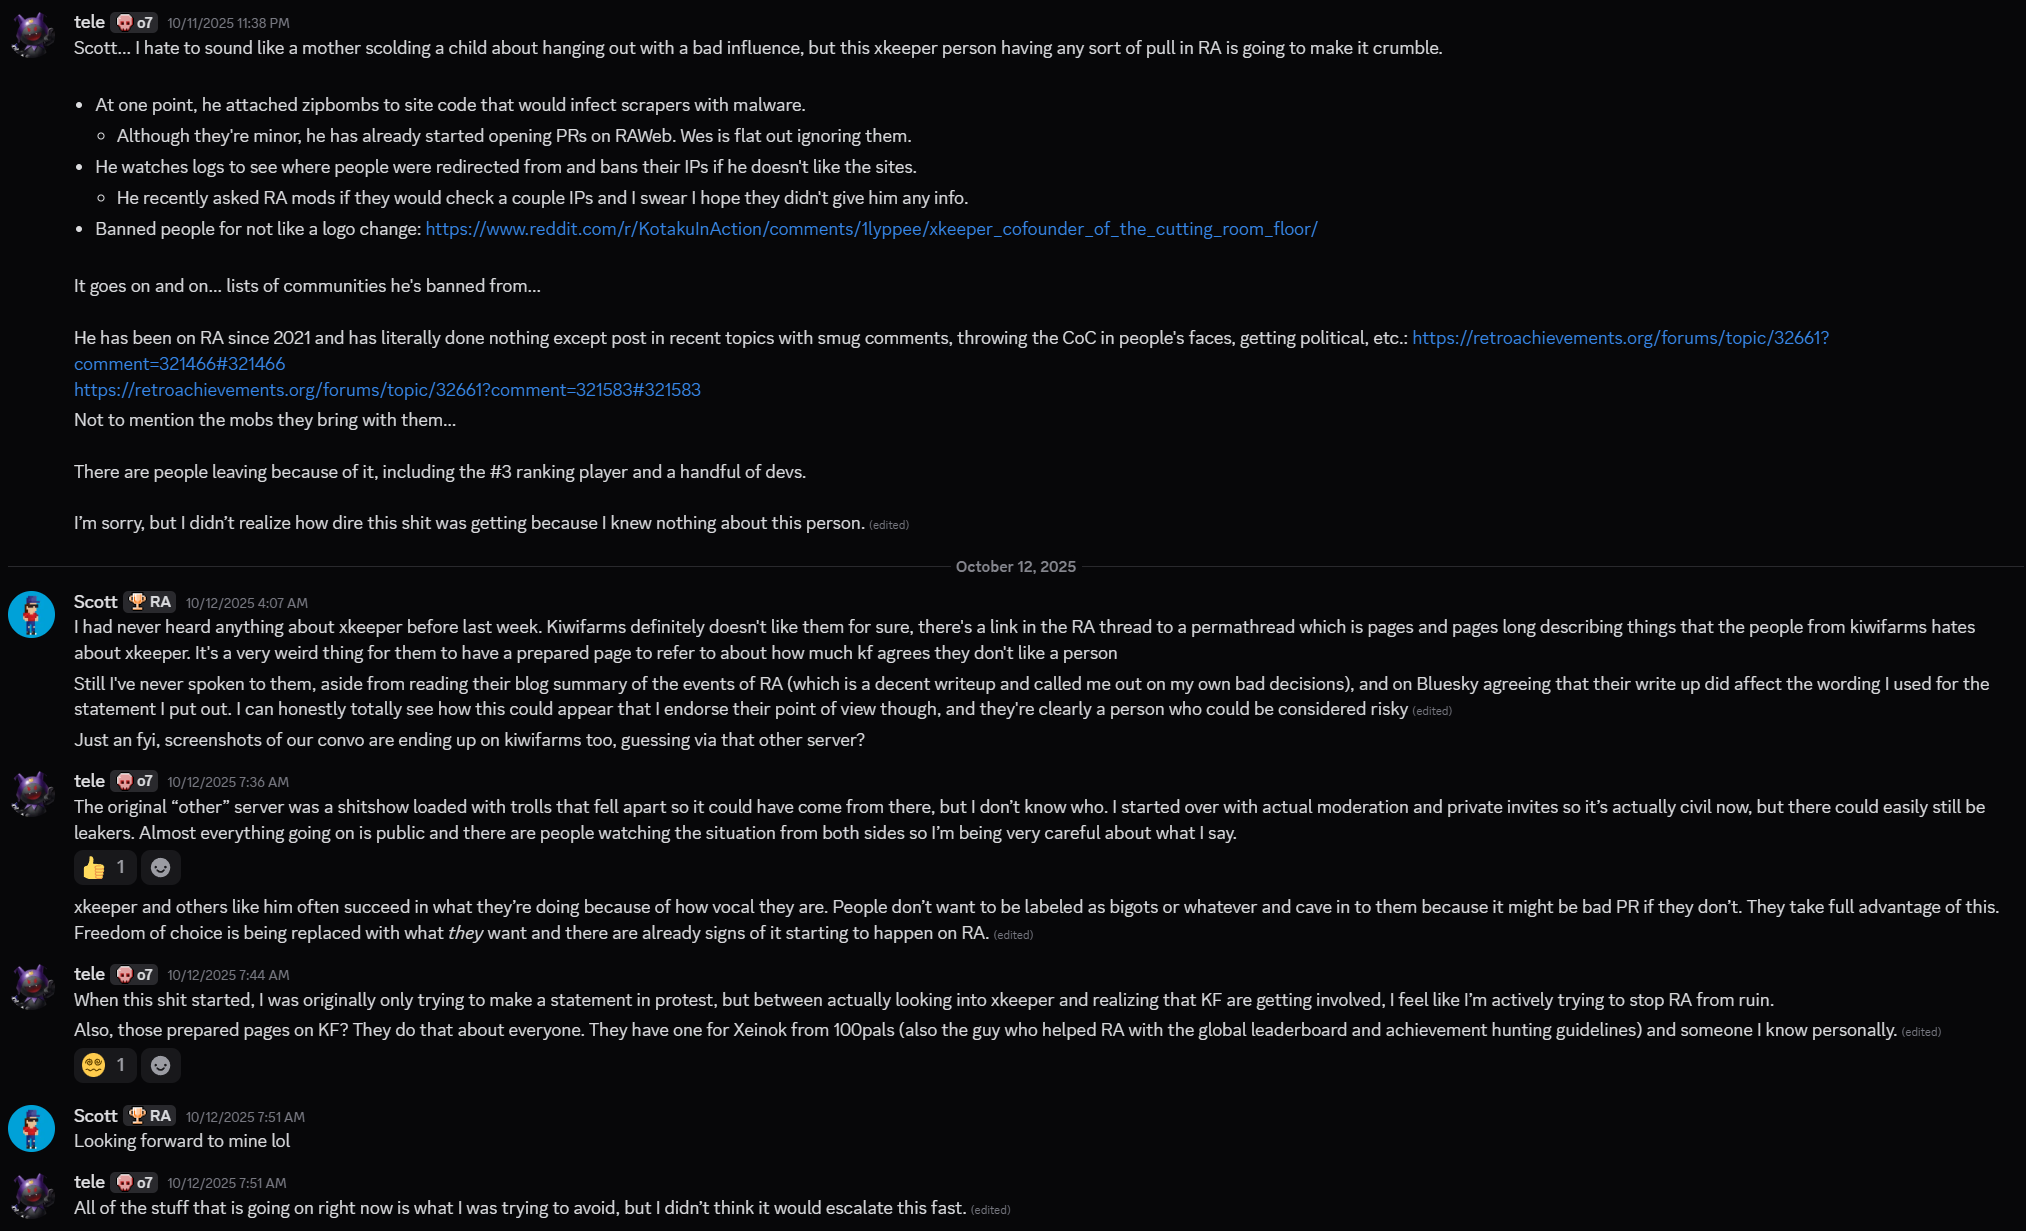 tele o7 10/11/2025 11:38 PM
Scott... I hate to sound like a mother scolding a child about hanging out with a bad influence, but this xkeeper person having any sort of pull in RA is going to make it crumble.
• At one point, he attached zipbombs to site code that would infect scrapers with malware.
◦ Although they're minor, he has already started opening PRs on RAWeb. Wes is flat out ignoring them.
• He watches logs to see where people were redirected from and bans their IPs if he doesn't like the sites.
◦ He recently asked RA mods if they would check a couple IPs and I swear I hope they didn't give him any info.
• Banned people for not like a logo change: https://www.reddit.com/r/KotakuInAction/comments/1lyppee/xkeeper_cofounder_of_the_cutting_room_floor/
It goes on and on... lists of communities he's banned from...
He has been on RA since 2021 and has literally done nothing except post in recent topics with smug comments, throwing the CoC in people's faces, getting political, etc.: https://retroachievements.org/forums/topic/32661?
comment=321466#321466
https://retroachievements.org/forums/topic/32661?comment=321583#321583
Not to mention the mobs they bring with them...
There are people leaving because of it, including the #3 ranking player and a handful of devs.
I'm sorry, but I didn't realize how dire this shit was getting because I knew nothing about this person. (edited)
October 12, 2025
Scott RA 10/12/2025 4:07 AM
I had never heard anything about xkeeper before last week. Kiwifarms definitely doesn't like them for sure, there's a link in the RA thread to a permathread which is pages and pages long describing things that the people from kiwifarms hates
about xkeeper. It's a very weird thing for them to have a prepared page to refer to about how much kf agrees they don't like a person
Still I've never spoken to them, aside from reading their blog summary of the events of RA (which is a decent writeup and called me out on my own bad decisions), and on Bluesky agreeing that their write up did affect the wording I used for the
statement I put out. I can honestly totally see how this could appear that I endorse their point of view though, and they're clearly a person who could be considered risky (edited)
Just an fyi, screenshots of our convo are ending up on kiwifarms too, guessing via that other server?
tele o7 10/12/2025 7:36 AM
The original “other” server was a shitshow loaded with trolls that fell apart so it could have come from there, but I don't know who. I started over with actual moderation and private invites so it's actually civil now, but there could easily still be
leakers. Almost everything going on is public and there are people watching the situation from both sides so I'm being very careful about what I say.
1
xkeeper and others like him often succeed in what they're doing because of how vocal they are. People don't want to be labeled as bigots or whatever and cave in to them because it might be bad PR if they don't. They take full advantage of this.
Freedom of choice is being replaced with what they want and there are already signs of it starting to happen on RA. (edited)
tele o7 10/12/2025 7:44 AM
When this shit started, I was originally only trying to make a statement in protest, but between actually looking into xkeeper and realizing that KF are getting involved, I feel like I'm actively trying to stop RA from ruin.
Also, those prepared pages on KF? They do that about everyone. They have one for Xeinok from 100pals (also the guy who helped RA with the global leaderboard and achievement hunting guidelines) and someone I know personally. (edited)
1
Scott RA 10/12/2025 7:51 AM
Looking forward to mine lol
tele o7 10/12/2025 7:51 AM
All of the stuff that is going on right now is what I was trying to avoid, but I didn't think it would escalate this fast. (edited)